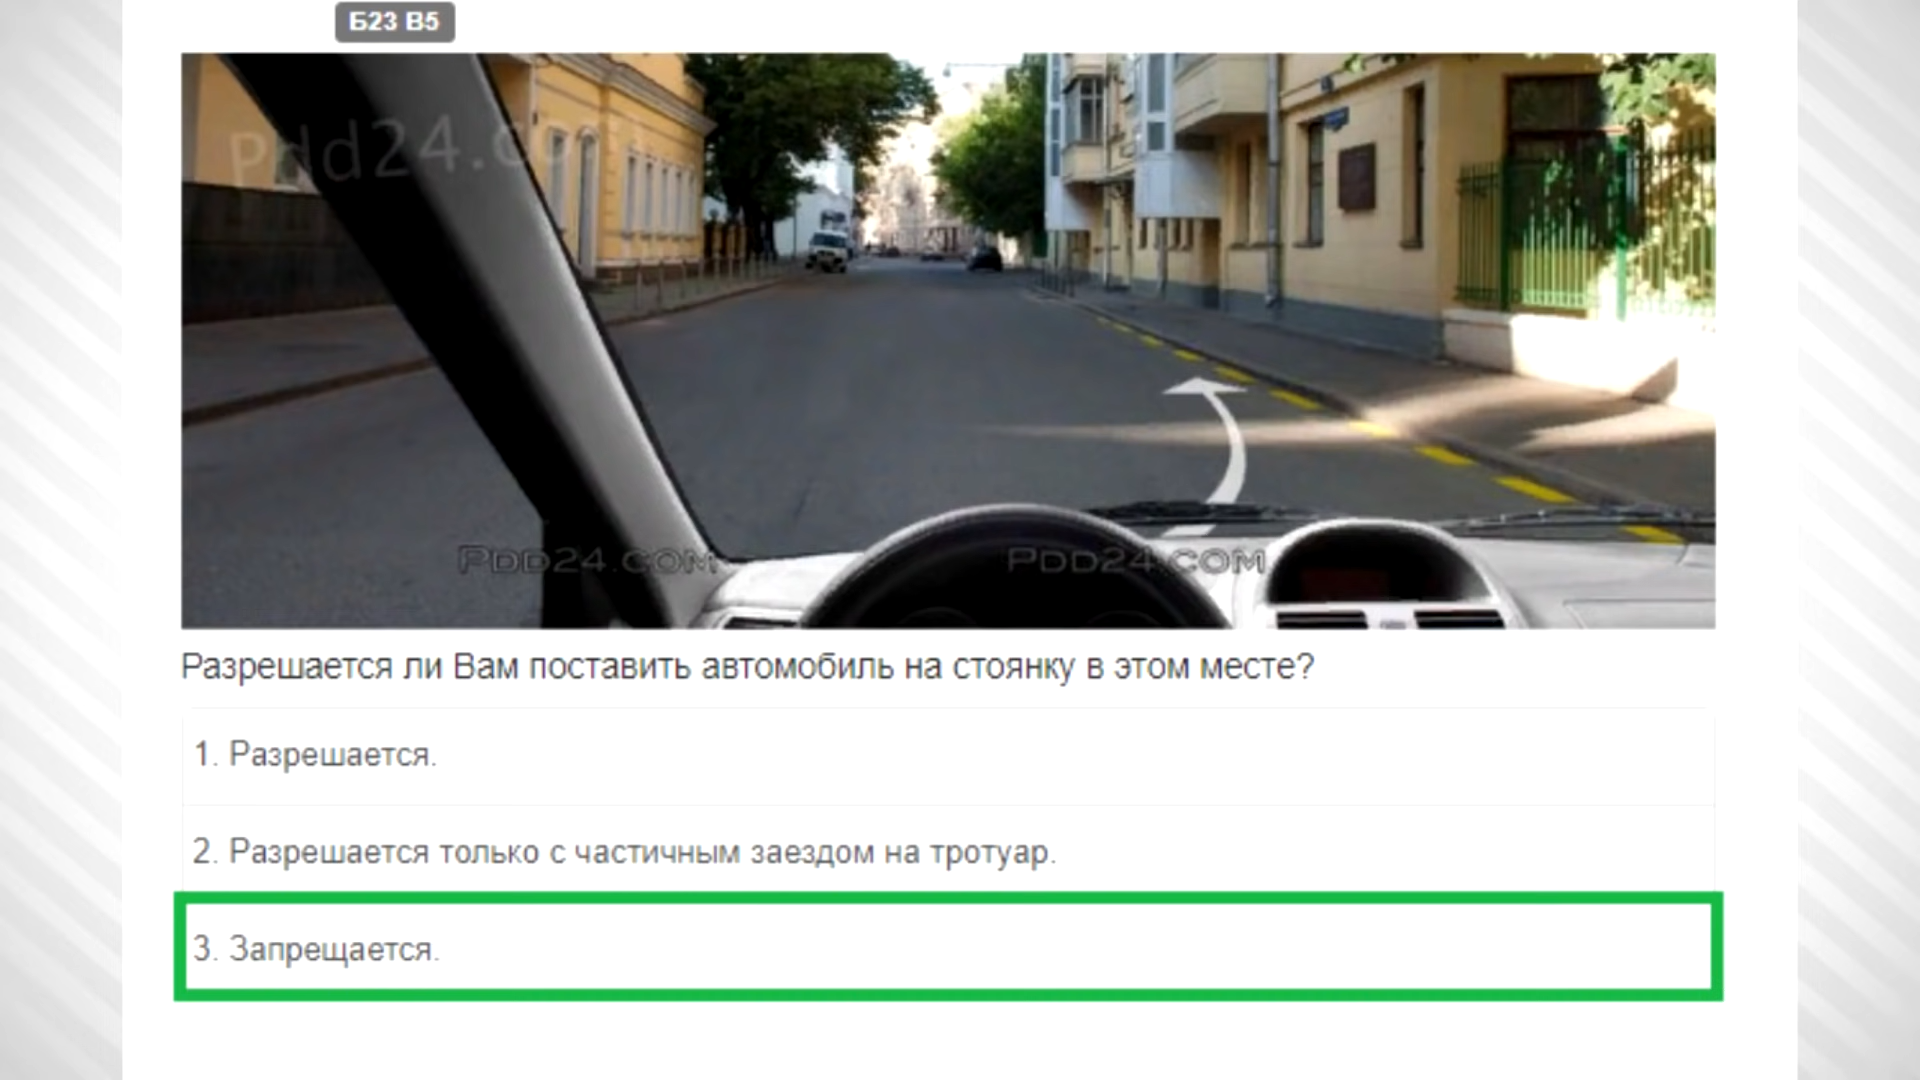 Б23 В5
Pdd24.co
PDD24.COM PDD24.COM
Разрешается ли Вам поставить автомобиль на стоянку в этом месте?
1. Разрешается.
2. Разрешается только с частичным заездом на тротуар.
3. Запрещается.